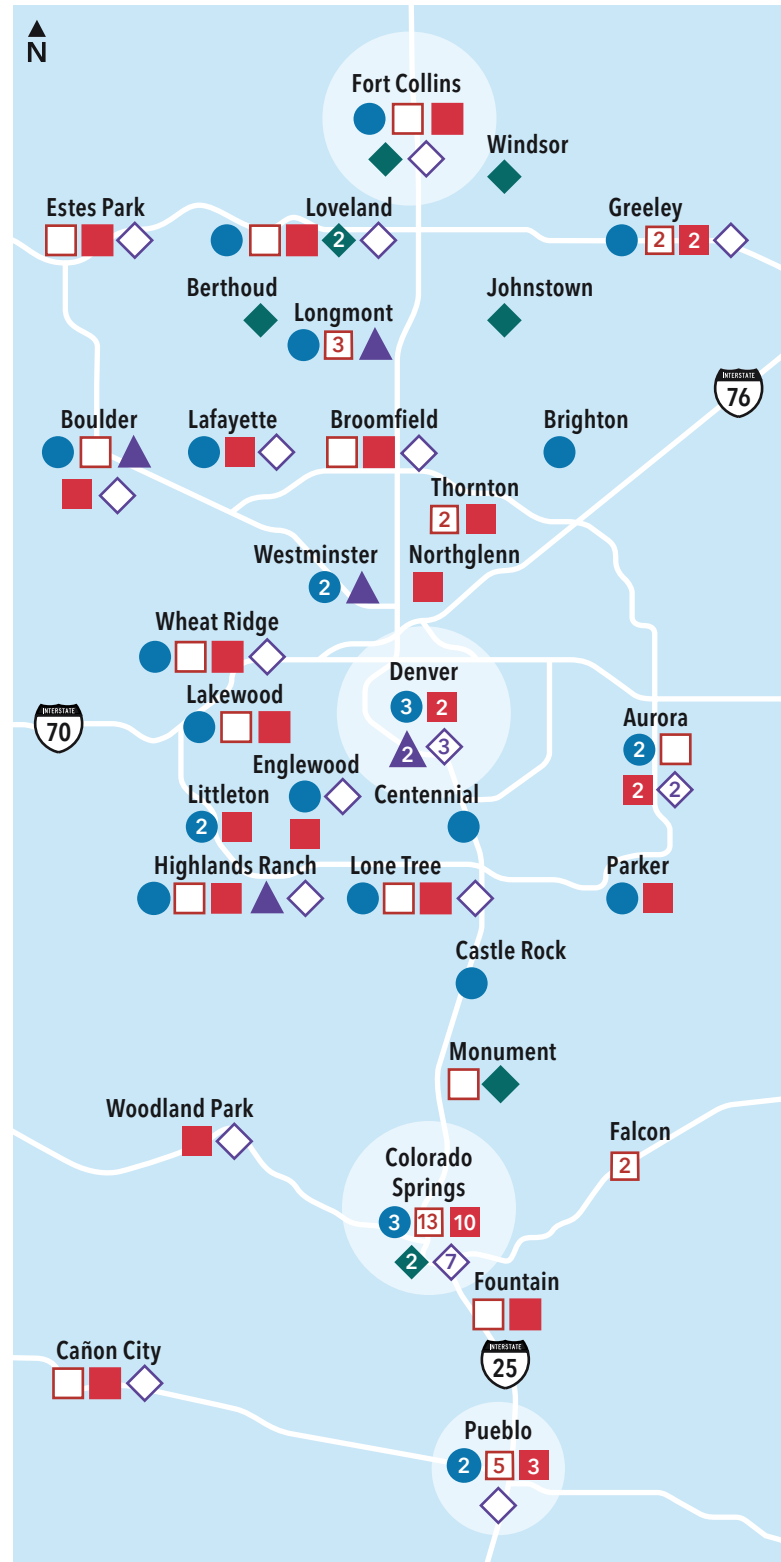 N
Fort Collins
Windsor
Estes Park
Loveland
Greeley
2
2
2
Berthoud
Johnstown
Longmont
3
INTERSTATE
76
Boulder
Lafayette
Broomfield
Brighton
Thornton
2
Westminster
Northglenn
2
Wheat Ridge
Denver
3
2
2
3
Lakewood
INTERSTATE
70
Aurora
2
2
2
Englewood
Littleton
Centennial
2
Highlands Ranch
Lone Tree
Parker
Castle Rock
Monument
Woodland Park
Falcon
2
Colorado
Springs
3
13
10
2
7
Fountain
INTERSTATE
25
Cañon City
Pueblo
2
5
3